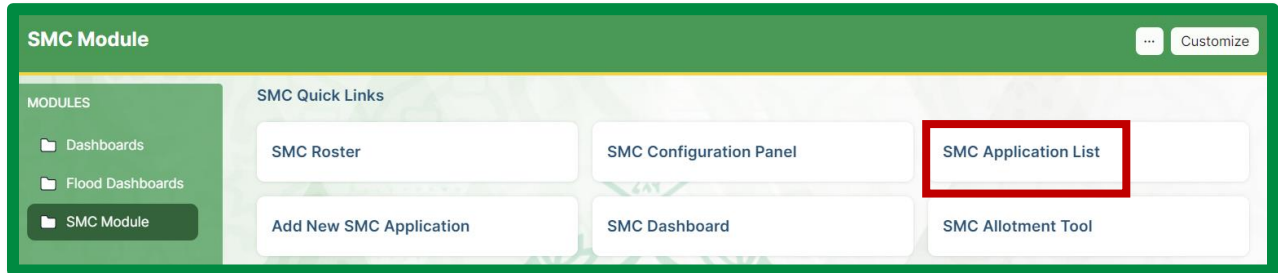 SMC Module
... Customize
MODULES
Dashboards
Flood Dashboards
SMC Module
SMC Quick Links
SMC Roster
SMC Configuration Panel
SMC Application List
Add New SMC Application
SMC Dashboard
SMC Allotment Tool